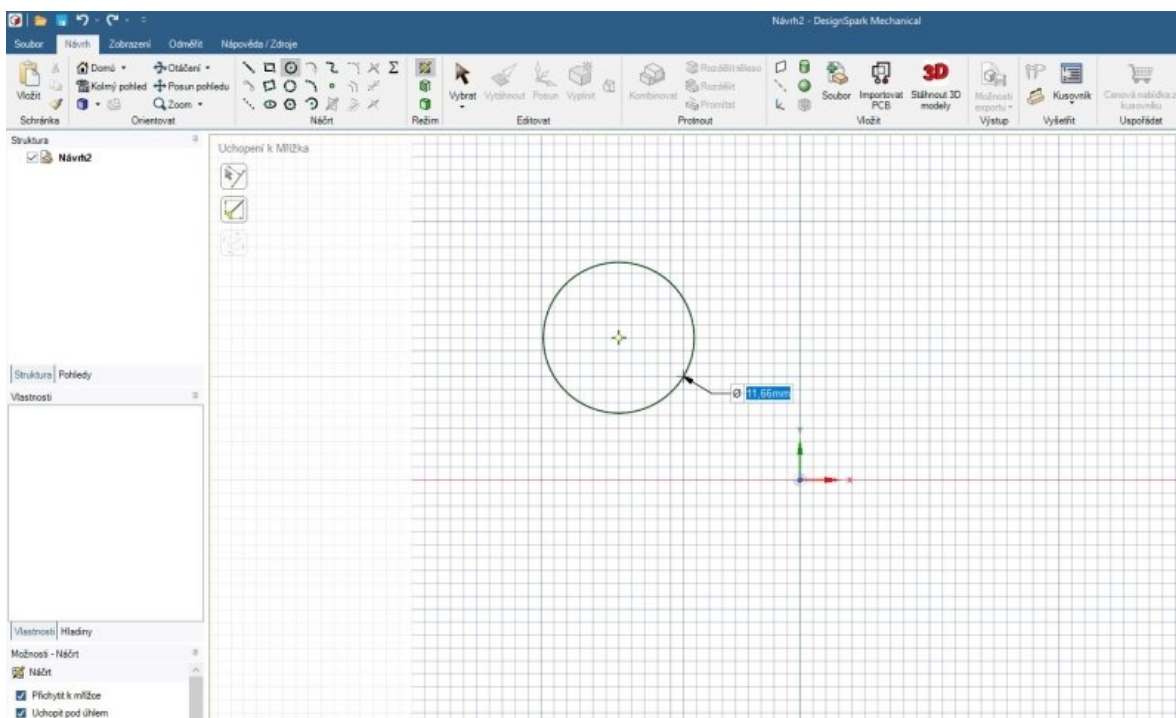 Návrh2 - DesignSpark Mechanical
Soubor Návrh Zobrazení Odměřit Nápověda / Zdroje
Vložit
Domů
Kolmý pohled
Otáčení
Posun pohledu
Zoom
Schránka
Orientovat
Náčrt
Režim
Vybrat Vytáhnout Posun Vyplnit
Editovat
Kombinovat
Rozdělit těleso
Rozdělit
Promítat
Protnout
Soubor
Importovat PCB
3D
Stáhnout 3D modely
Vložit
Možnosti exportu
Výstup
Kusovník
Vyšetřit
Cenová nabídka z kusovníku
Uspořádat
Struktura
Návrh2
Struktura Pohledy
Vlastnosti
Vlastnosti Hladiny
Možnosti - Náčrt
Náčrt
Přichytit k mřížce
Uchopit pod úhlem
Uchopení k Mřížka
Ø 11,66mm
Y
X